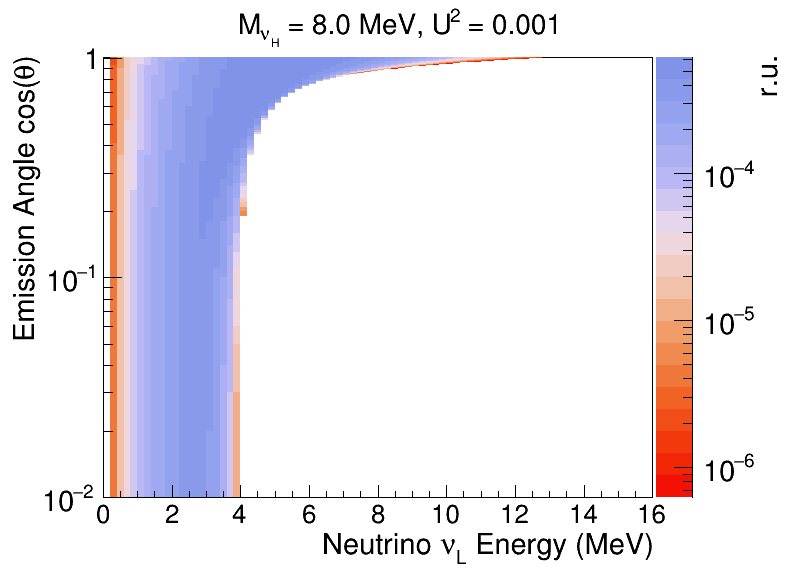 M_{ν_H} = 8.0 MeV, U² = 0.001
r.u.
Emission Angle cos(θ)
1
10⁻¹
10⁻²
10⁻⁴
10⁻⁵
10⁻⁶
0 2 4 6 8 10 12 14 16
Neutrino ν_L Energy (MeV)